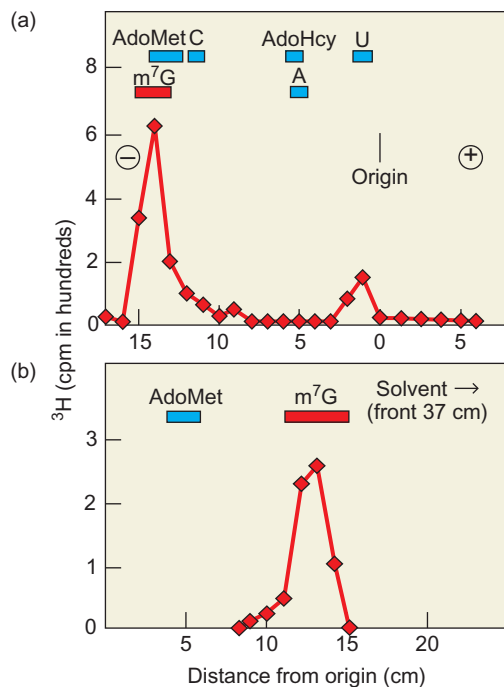 (a)
AdoMet C AdoHcy U
m⁷G A
8
6
4
2
0
− +
Origin
15 10 5 0 5
³H (cpm in hundreds)
(b)
AdoMet m⁷G Solvent →
(front 37 cm)
3
2
1
0
5 10 15 20
Distance from origin (cm)